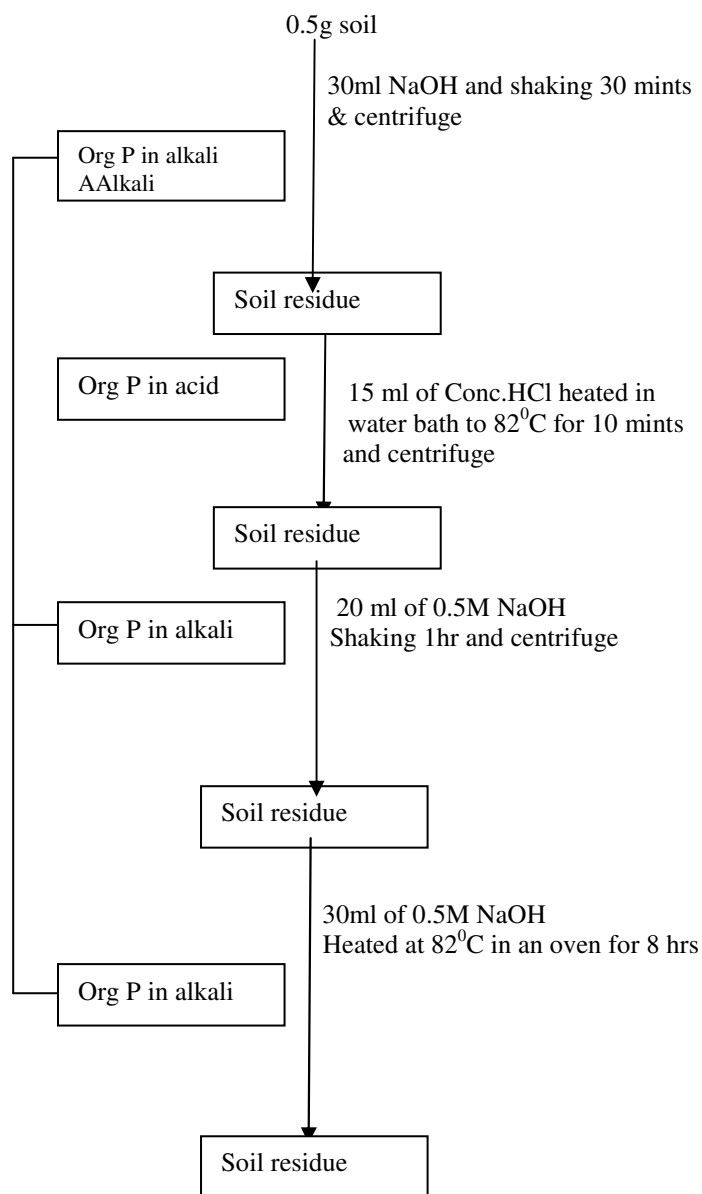 0.5g soil
30ml NaOH and shaking 30 mints
& centrifuge
Org P in alkali
AAlkali
Soil residue
Org P in acid
15 ml of Conc.HCl heated in
water bath to 82⁰C for 10 mints
and centrifuge
Soil residue
20 ml of 0.5M NaOH
Shaking 1hr and centrifuge
Org P in alkali
Soil residue
30ml of 0.5M NaOH
Heated at 82⁰C in an oven for 8 hrs
Org P in alkali
Soil residue